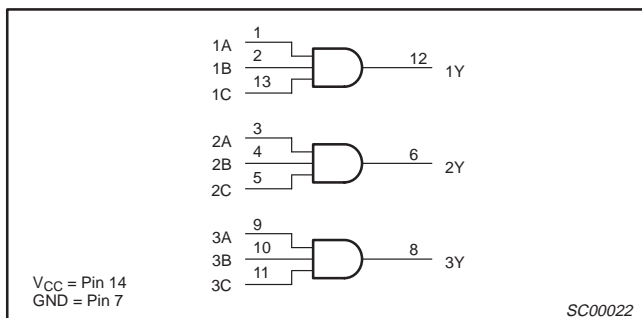 1A 1
1B 2 12 1Y
1C 13
2A 3
2B 4 6 2Y
2C 5
3A 9
3B 10 8 3Y
3C 11
VCC = Pin 14
GND = Pin 7
SC00022